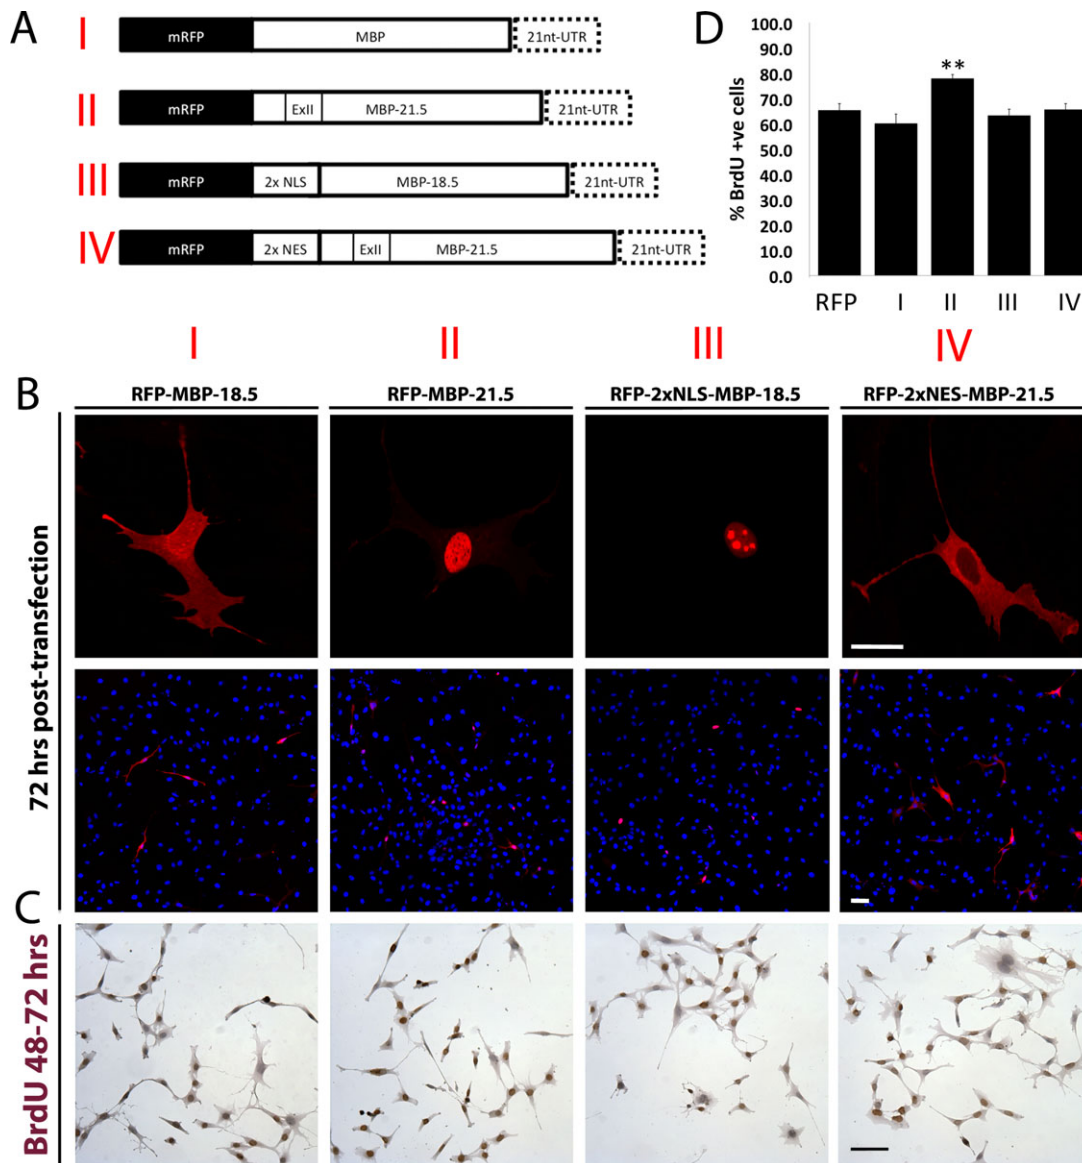 A
I
mRFP
MBP
21nt-UTR
II
mRFP
ExII
MBP-21.5
21nt-UTR
III
mRFP
2x NLS
MBP-18.5
21nt-UTR
IV
mRFP
2x NES
ExII
MBP-21.5
21nt-UTR
D
% BrdU +ve cells
100.0
90.0
80.0
70.0
60.0
50.0
40.0
30.0
20.0
10.0
0.0
**
RFP
I
II
III
IV
I
II
III
IV
B
RFP-MBP-18.5
RFP-MBP-21.5
RFP-2xNLS-MBP-18.5
RFP-2xNES-MBP-21.5
72 hrs post-transfection
C
BrdU 48-72 hrs